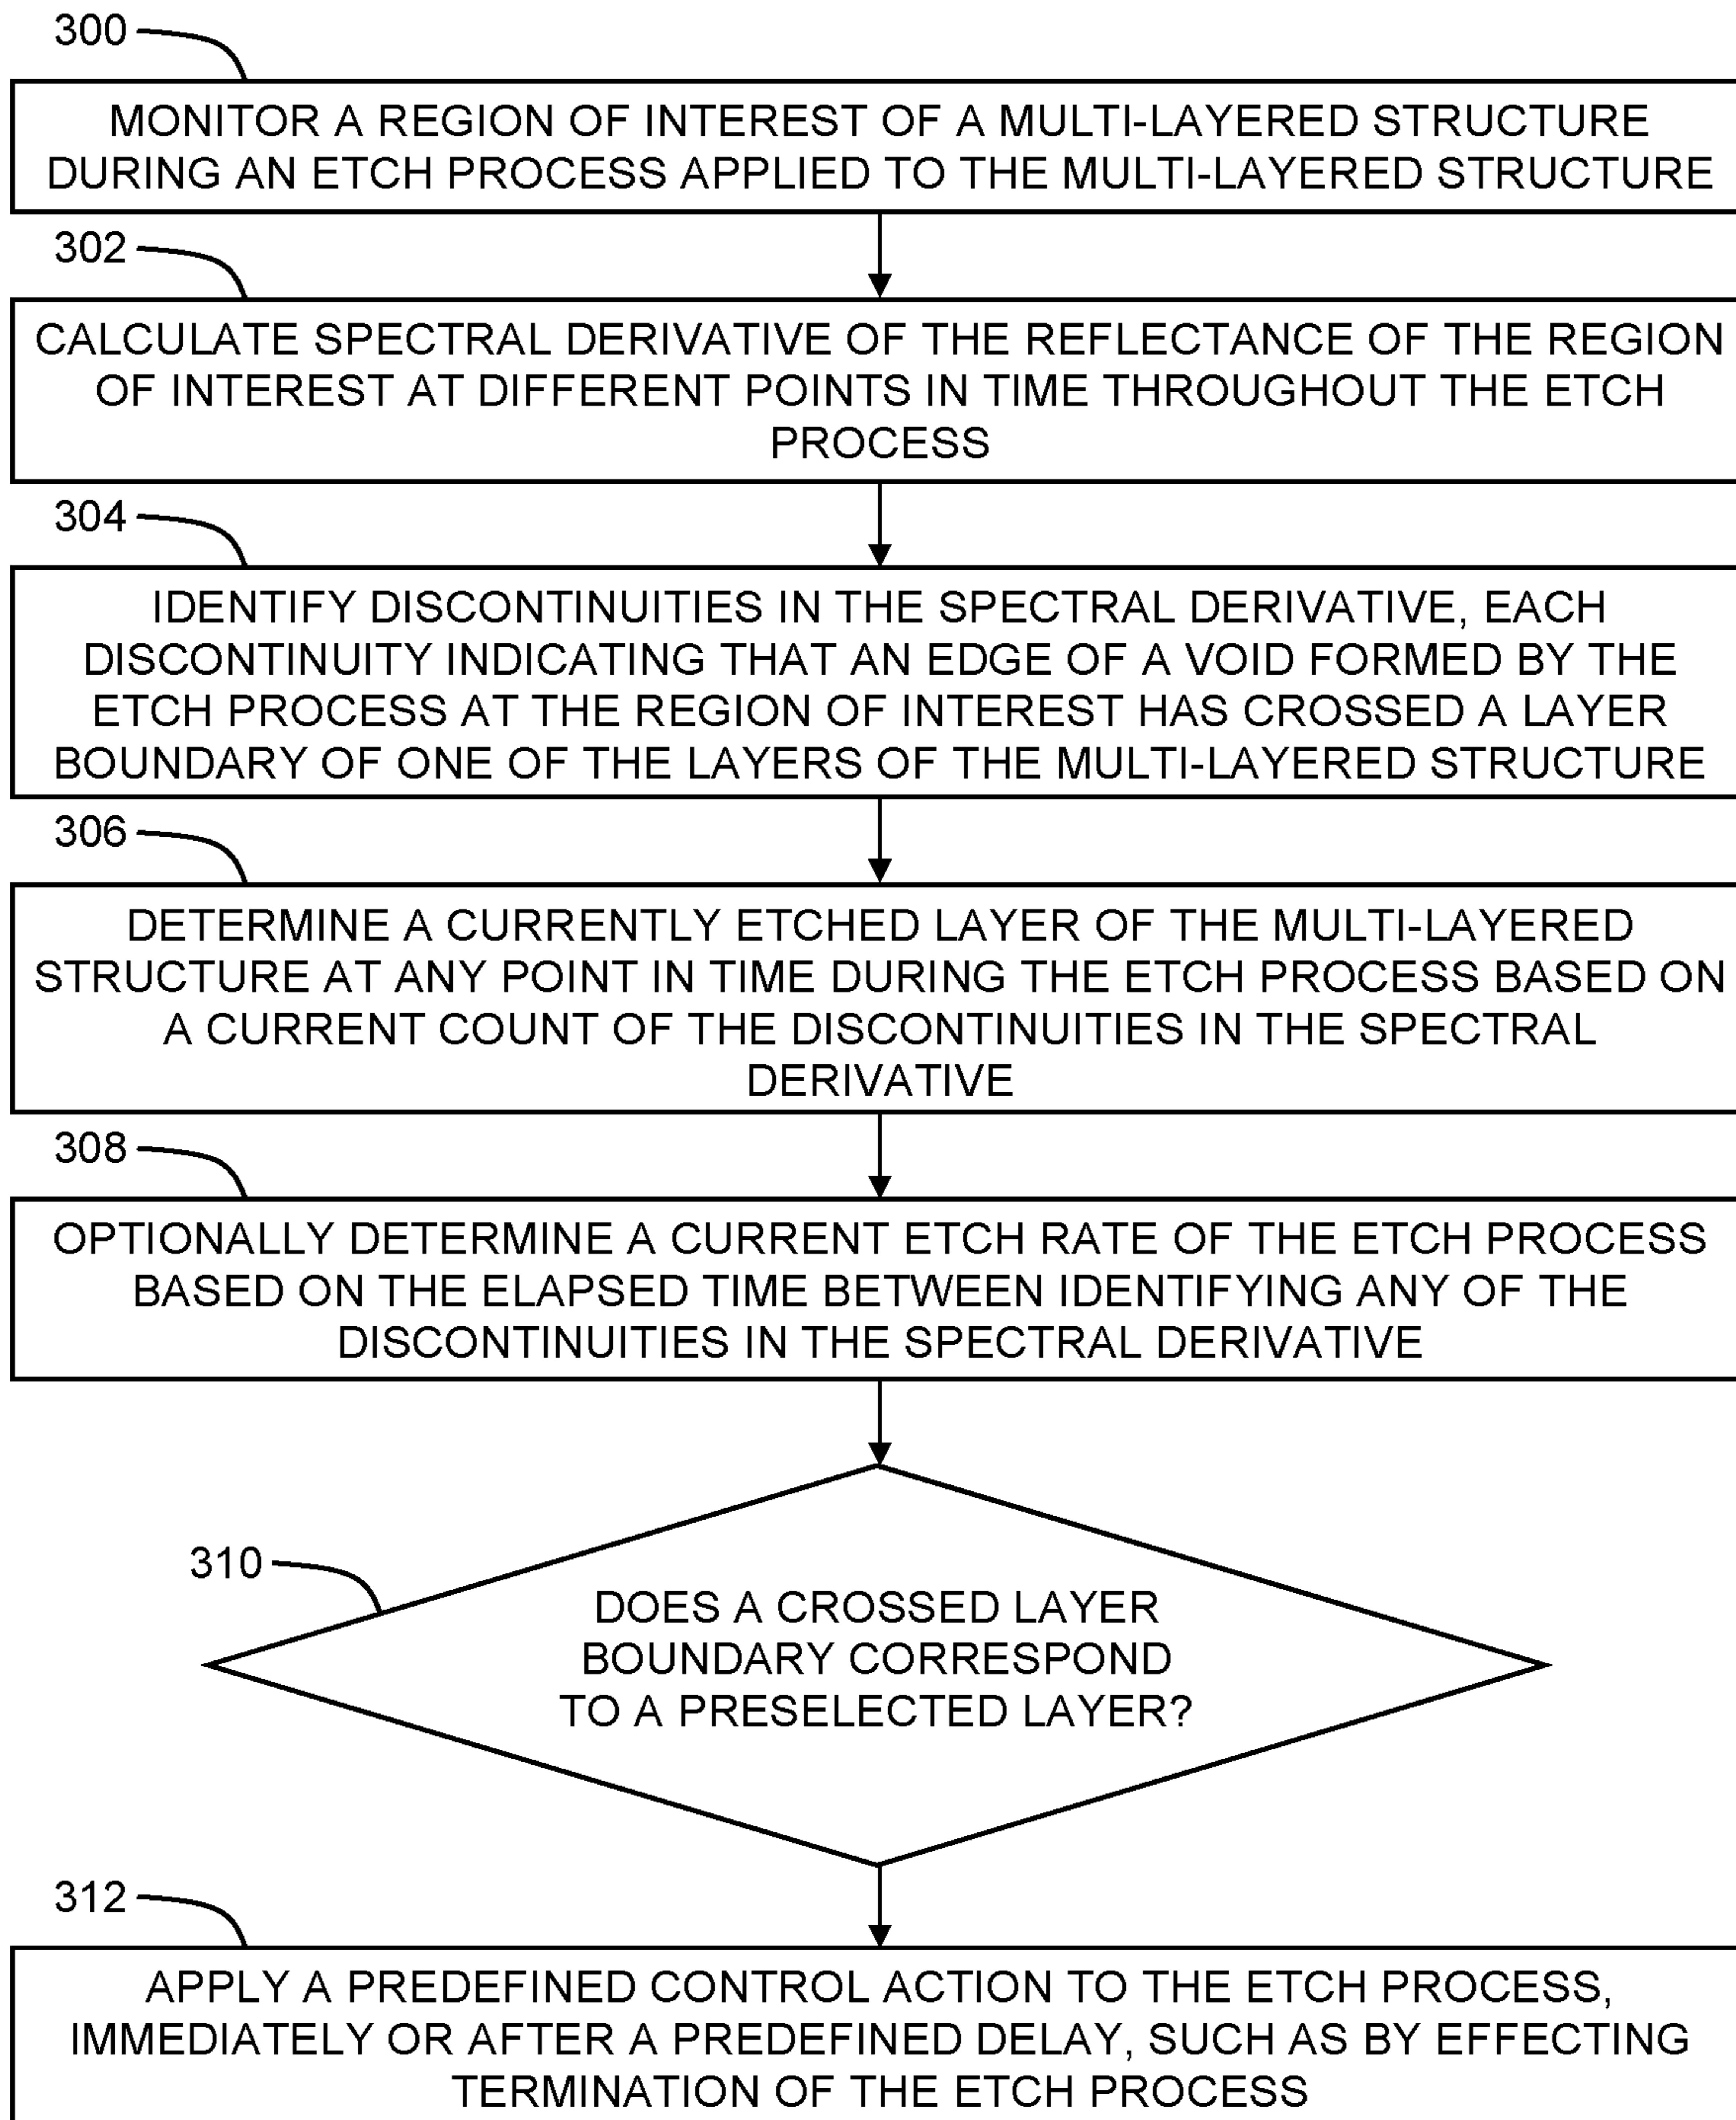 300
MONITOR A REGION OF INTEREST OF A MULTI-LAYERED STRUCTURE
DURING AN ETCH PROCESS APPLIED TO THE MULTI-LAYERED STRUCTURE
302
CALCULATE SPECTRAL DERIVATIVE OF THE REFLECTANCE OF THE REGION
OF INTEREST AT DIFFERENT POINTS IN TIME THROUGHOUT THE ETCH
PROCESS
304
IDENTIFY DISCONTINUITIES IN THE SPECTRAL DERIVATIVE, EACH
DISCONTINUITY INDICATING THAT AN EDGE OF A VOID FORMED BY THE
ETCH PROCESS AT THE REGION OF INTEREST HAS CROSSED A LAYER
BOUNDARY OF ONE OF THE LAYERS OF THE MULTI-LAYERED STRUCTURE
306
DETERMINE A CURRENTLY ETCHED LAYER OF THE MULTI-LAYERED
STRUCTURE AT ANY POINT IN TIME DURING THE ETCH PROCESS BASED ON
A CURRENT COUNT OF THE DISCONTINUITIES IN THE SPECTRAL
DERIVATIVE
308
OPTIONALLY DETERMINE A CURRENT ETCH RATE OF THE ETCH PROCESS
BASED ON THE ELAPSED TIME BETWEEN IDENTIFYING ANY OF THE
DISCONTINUITIES IN THE SPECTRAL DERIVATIVE
310
DOES A CROSSED LAYER
BOUNDARY CORRESPOND
TO A PRESELECTED LAYER?
312
APPLY A PREDEFINED CONTROL ACTION TO THE ETCH PROCESS,
IMMEDIATELY OR AFTER A PREDEFINED DELAY, SUCH AS BY EFFECTING
TERMINATION OF THE ETCH PROCESS